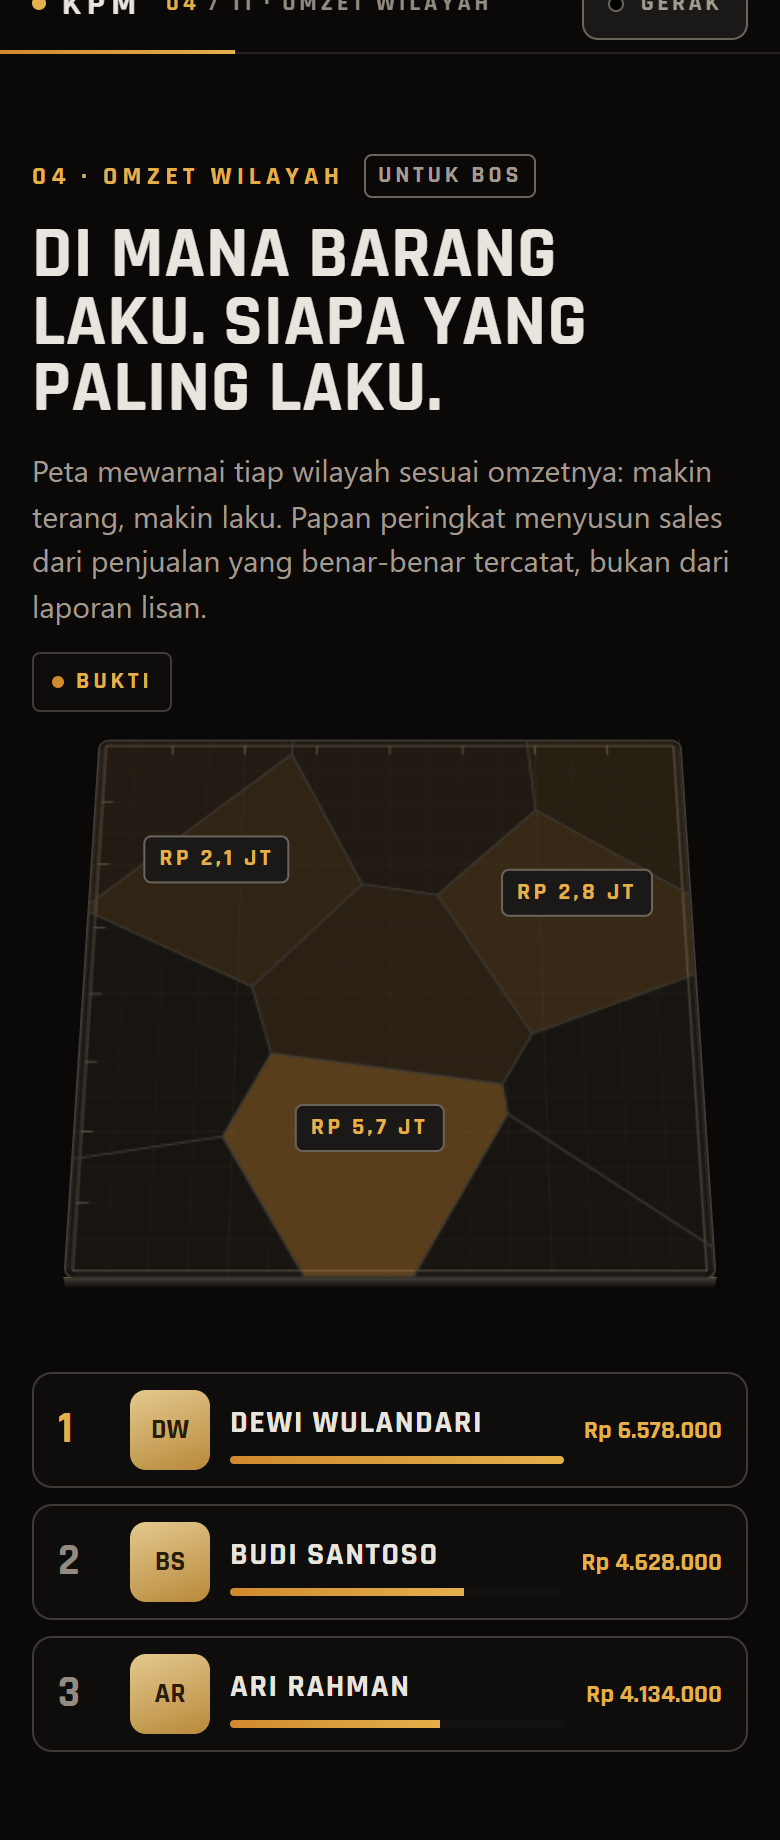 KPM
04 / 11 · OMZET WILAYAH
GERAK
04 · OMZET WILAYAH
UNTUK BOS
DI MANA BARANG
LAKU. SIAPA YANG
PALING LAKU.
Peta mewarnai tiap wilayah sesuai omzetnya: makin
terang, makin laku. Papan peringkat menyusun sales
dari penjualan yang benar-benar tercatat, bukan dari
laporan lisan.
BUKTI
RP 2,1 JT
RP 2,8 JT
RP 5,7 JT
1
DW
DEWI WULANDARI
Rp 6.578.000
2
BS
BUDI SANTOSO
Rp 4.628.000
3
AR
ARI RAHMAN
Rp 4.134.000